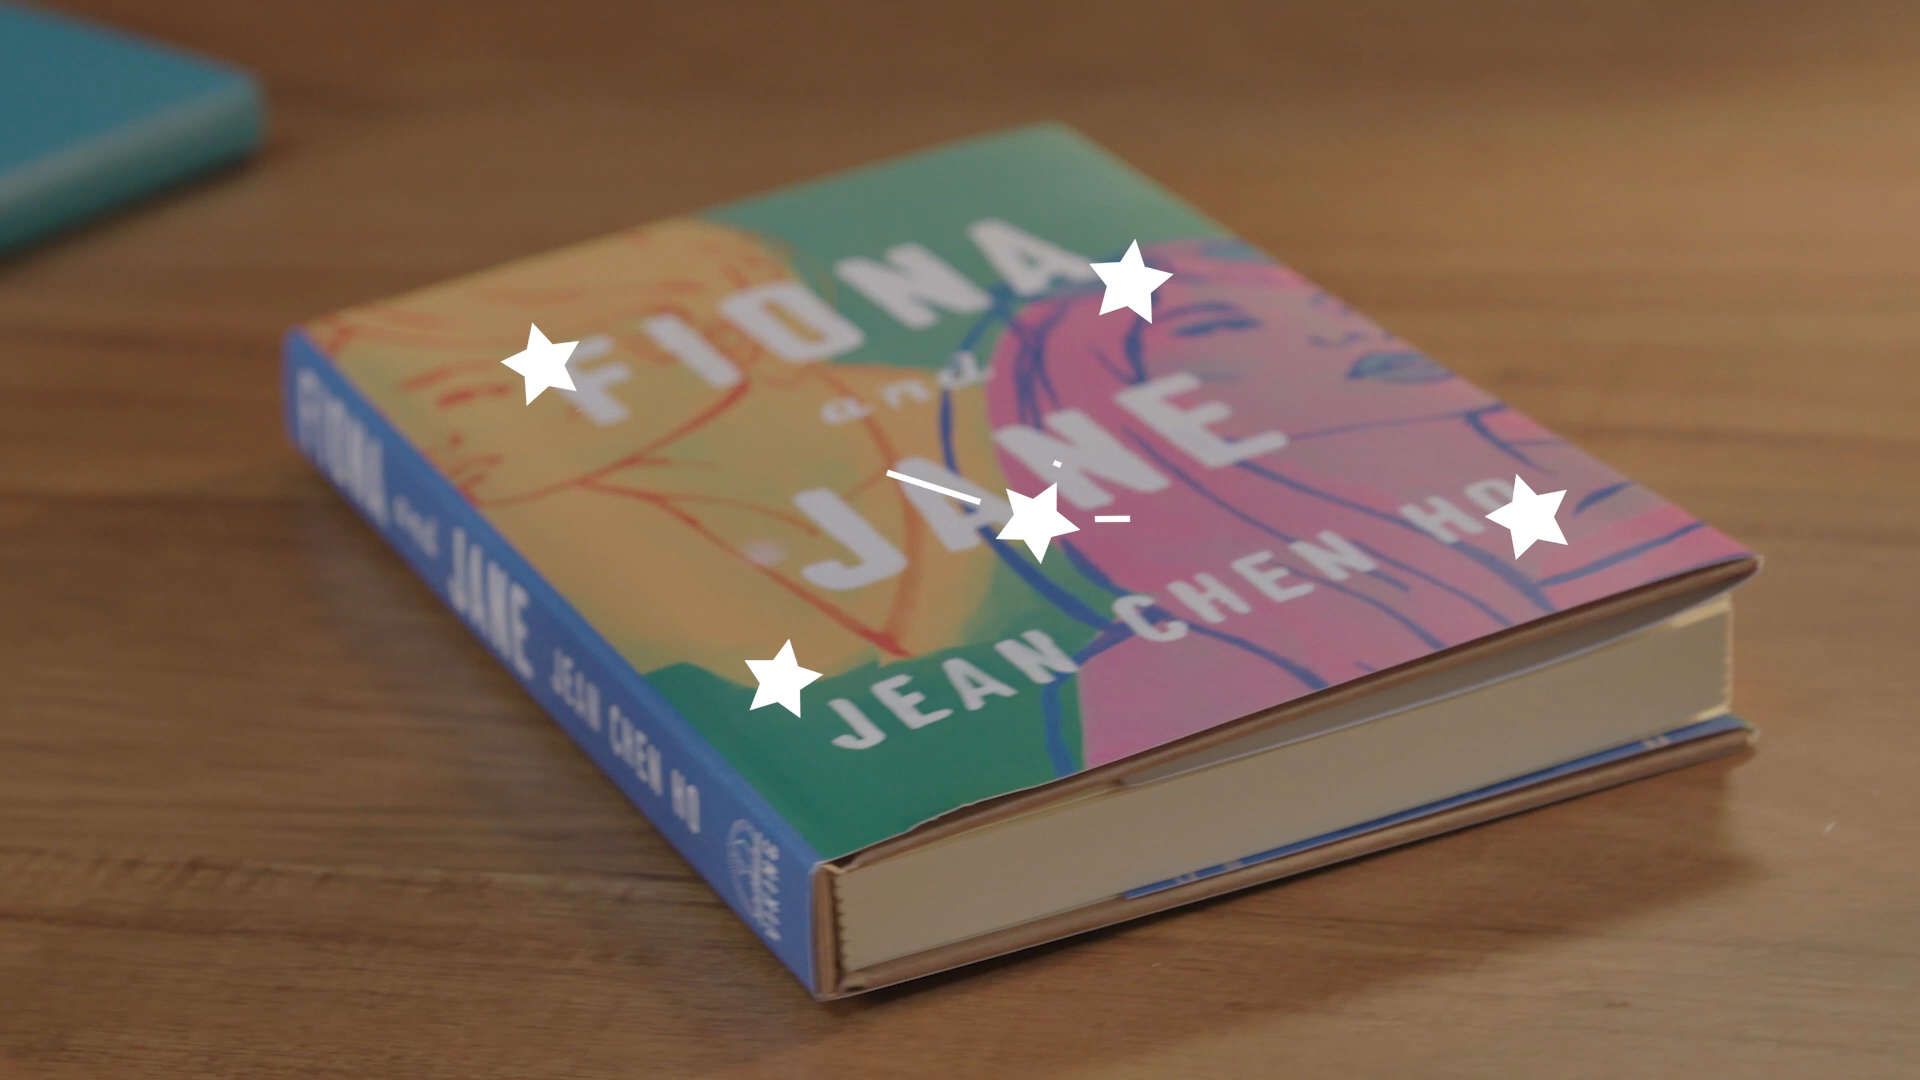 FIONA
and
JANE
JEAN CHEN HO
FIONA and JANE JEAN CHEN HO